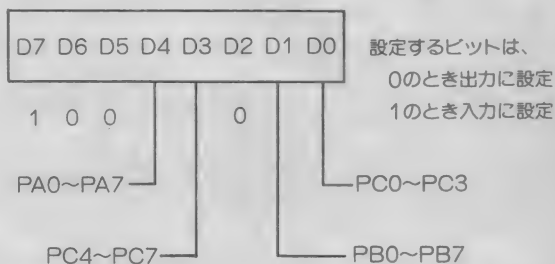 D7 D6 D5 D4 D3 D2 D1 D0
設定するビットは、
0のとき出力に設定
1のとき入力に設定
1 0 0 0
PA0~PA7
PC0~PC3
PC4~PC7
PB0~PB7